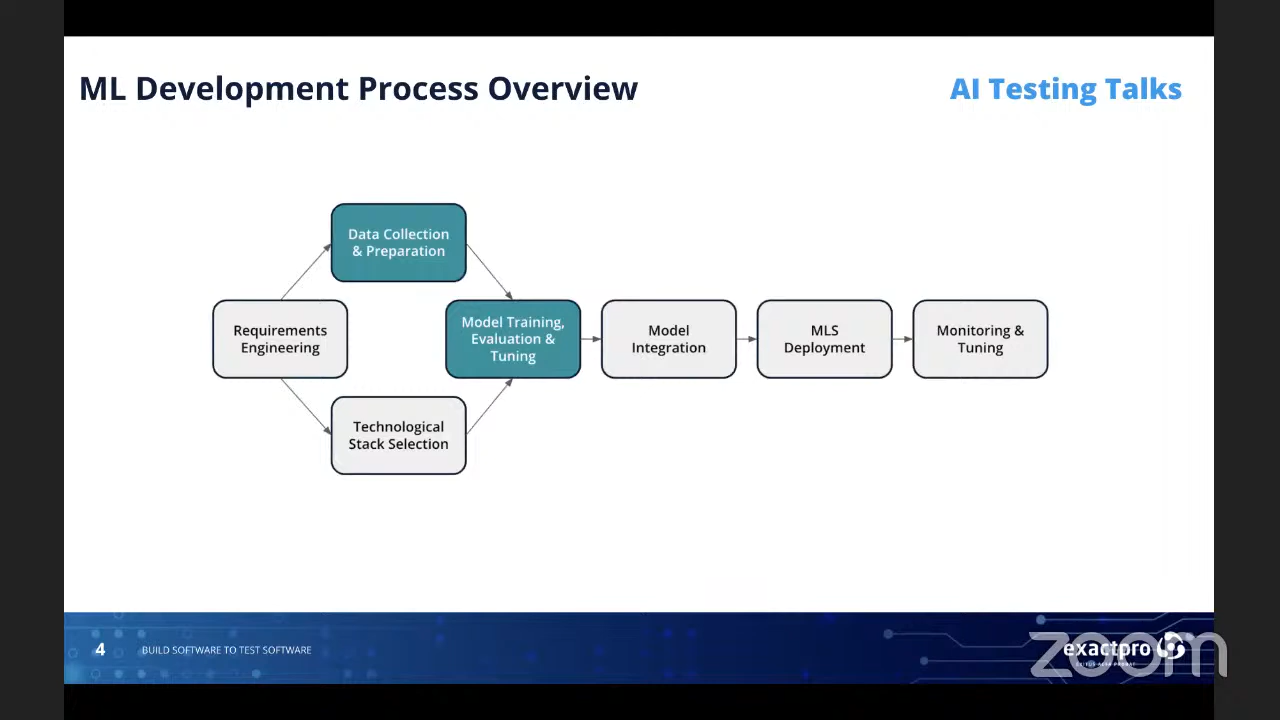 ML Development Process Overview
AI Testing Talks
Data Collection
& Preparation
Requirements
Engineering
Model Training,
Evaluation &
Tuning
Model
Integration
MLS
Deployment
Monitoring &
Tuning
Technological
Stack Selection
4
BUILD SOFTWARE TO TEST SOFTWARE
exactpro
zoom